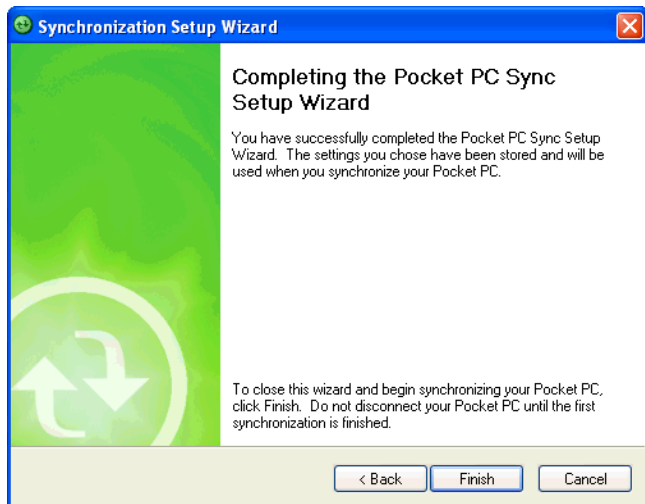 Synchronization Setup Wizard
Completing the Pocket PC Sync
Setup Wizard
You have successfully completed the Pocket PC Sync Setup
Wizard. The settings you chose have been stored and will be
used when you synchronize your Pocket PC.
To close this wizard and begin synchronizing your Pocket PC,
click Finish. Do not disconnect your Pocket PC until the first
synchronization is finished.
< Back Finish Cancel